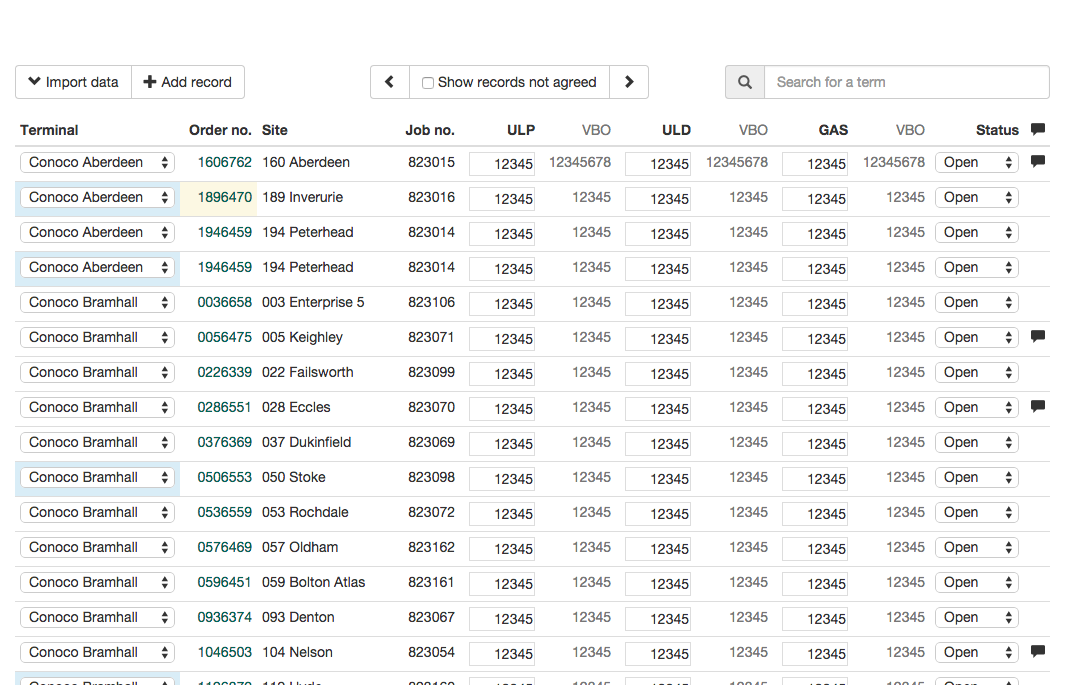 Import data Add record Show records not agreed Search for a term
Terminal Order no. Site Job no. ULP VBO ULD VBO GAS VBO Status
Conoco Aberdeen 1606762 160 Aberdeen 823015 12345 12345678 12345 12345678 12345 12345678 Open
Conoco Aberdeen 1896470 189 Inverurie 823016 12345 12345 12345 12345 12345 12345 Open
Conoco Aberdeen 1946459 194 Peterhead 823014 12345 12345 12345 12345 12345 12345 Open
Conoco Aberdeen 1946459 194 Peterhead 823014 12345 12345 12345 12345 12345 12345 Open
Conoco Bramhall 0036658 003 Enterprise 5 823106 12345 12345 12345 12345 12345 12345 Open
Conoco Bramhall 0056475 005 Keighley 823071 12345 12345 12345 12345 12345 12345 Open
Conoco Bramhall 0226339 022 Failsworth 823099 12345 12345 12345 12345 12345 12345 Open
Conoco Bramhall 0286551 028 Eccles 823070 12345 12345 12345 12345 12345 12345 Open
Conoco Bramhall 0376369 037 Dukinfield 823069 12345 12345 12345 12345 12345 12345 Open
Conoco Bramhall 0506553 050 Stoke 823098 12345 12345 12345 12345 12345 12345 Open
Conoco Bramhall 0536559 053 Rochdale 823072 12345 12345 12345 12345 12345 12345 Open
Conoco Bramhall 0576469 057 Oldham 823162 12345 12345 12345 12345 12345 12345 Open
Conoco Bramhall 0596451 059 Bolton Atlas 823161 12345 12345 12345 12345 12345 12345 Open
Conoco Bramhall 0936374 093 Denton 823067 12345 12345 12345 12345 12345 12345 Open
Conoco Bramhall 1046503 104 Nelson 823054 12345 12345 12345 12345 12345 12345 Open